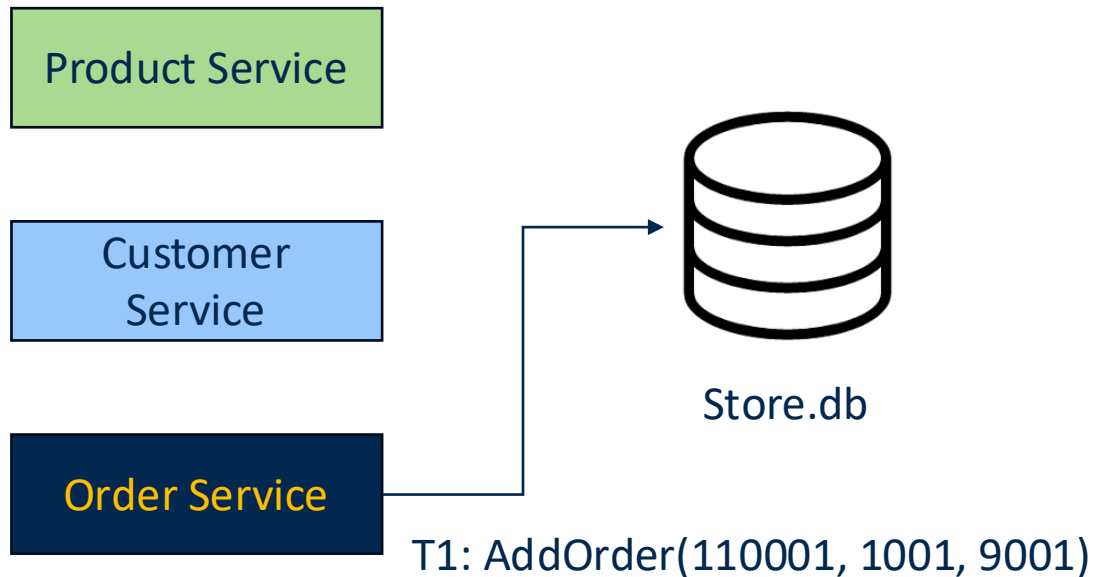 Product Service
Customer
Service
Store.db
Order Service
T1: AddOrder(110001, 1001, 9001)